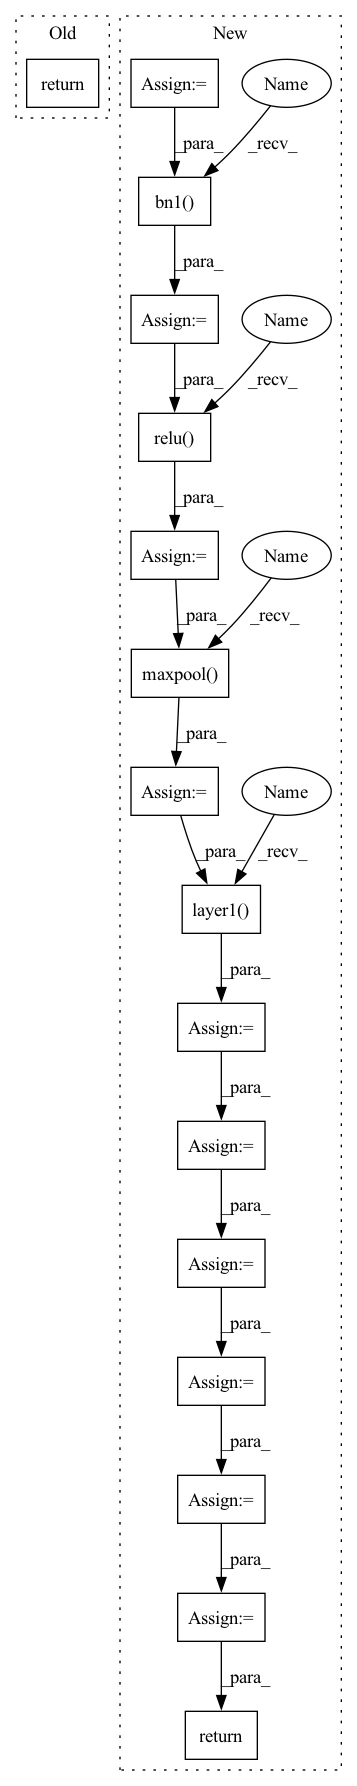 Old
New
return
Assign:=
Name
_para_
_recv_
bn1()
_para_
Assign:=
Name
_para_
_recv_
relu()
_para_
Assign:=
Name
_para_
_recv_
maxpool()
_para_
Assign:=
Name
_para_
_recv_
layer1()
_para_
Assign:=
_para_
Assign:=
_para_
Assign:=
_para_
Assign:=
_para_
Assign:=
_para_
Assign:=
_para_
return